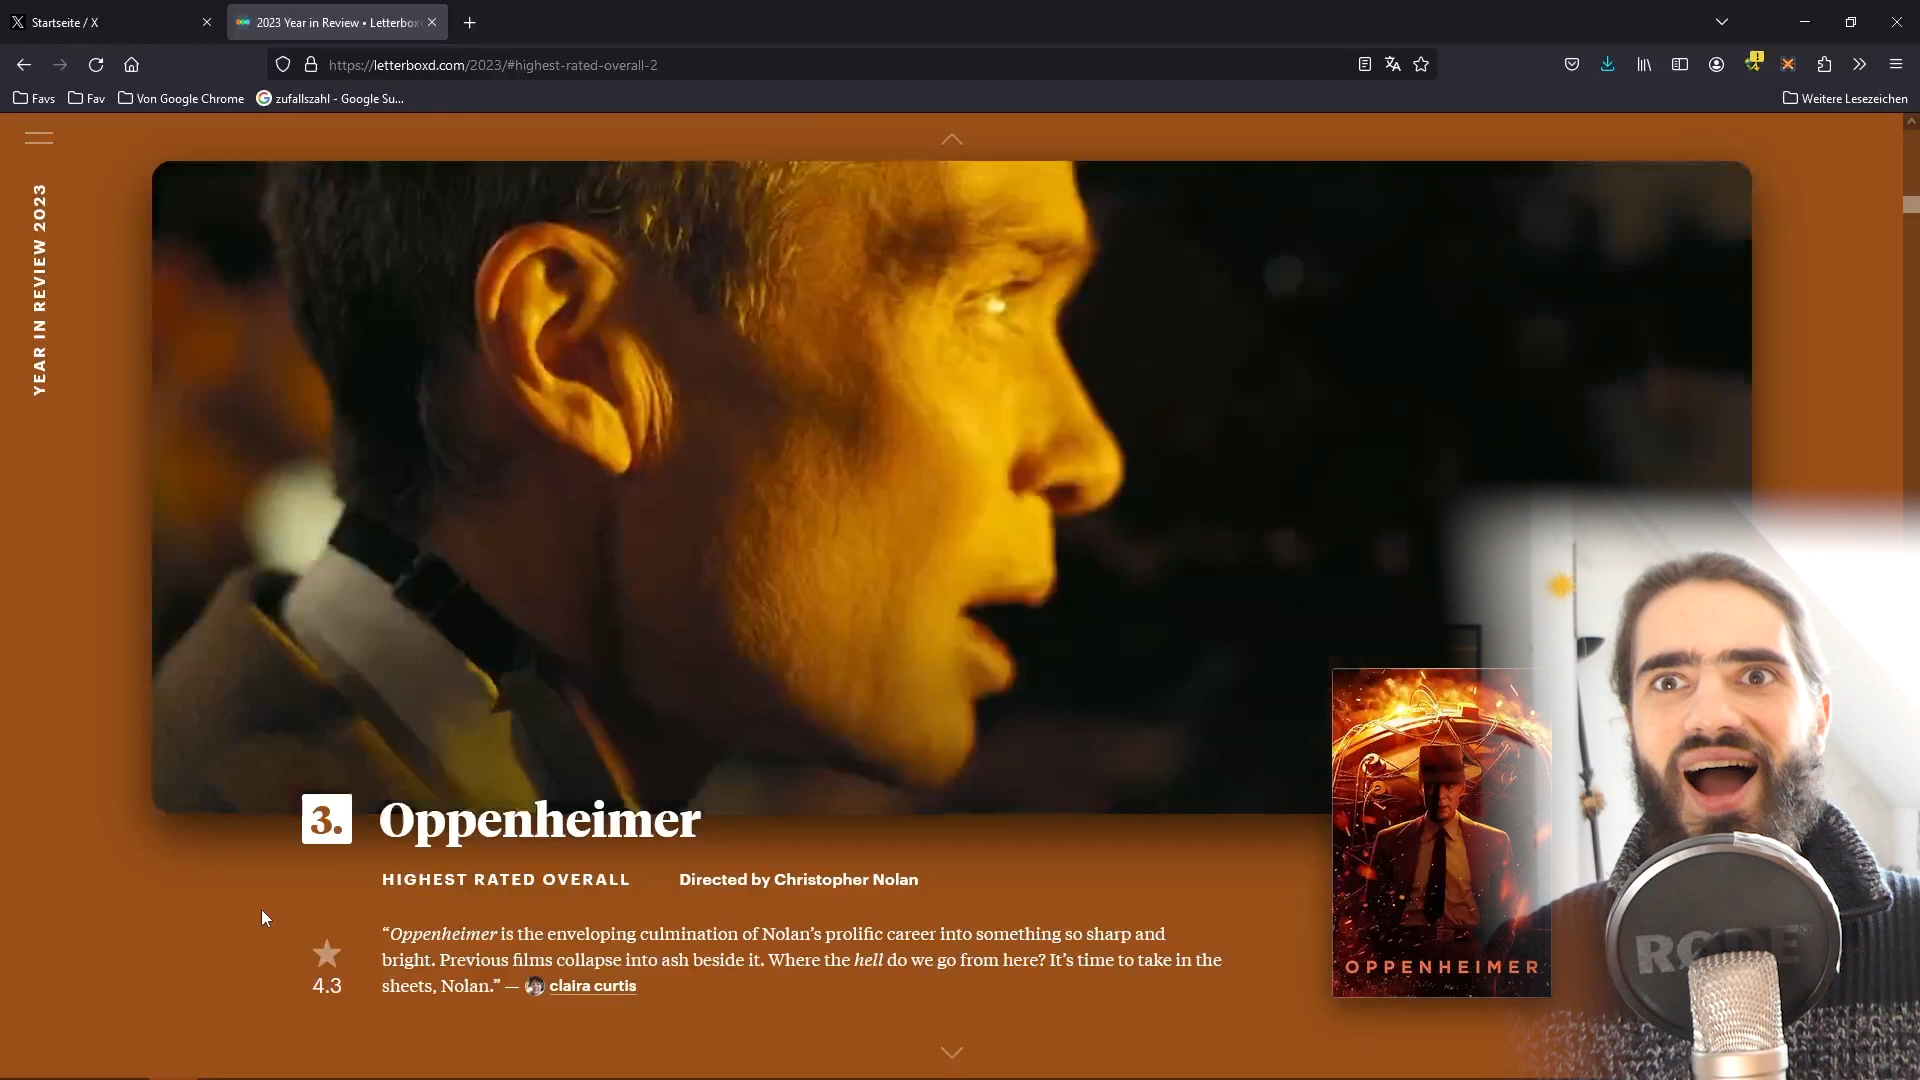 Startseite / X
2023 Year in Review • Letterbox
https://letterboxd.com/2023/#highest-rated-overall-2
Favs
Fav
Von Google Chrome
zufallszahl - Google Su...
Weitere Lesezeichen
YEAR IN REVIEW 2023
3. Oppenheimer
HIGHEST RATED OVERALL Directed by Christopher Nolan
“Oppenheimer is the enveloping culmination of Nolan’s prolific career into something so sharp and
bright. Previous films collapse into ash beside it. Where the hell do we go from here? It’s time to take in the
sheets, Nolan.” — claira curtis
4.3
OPPENHEIMER